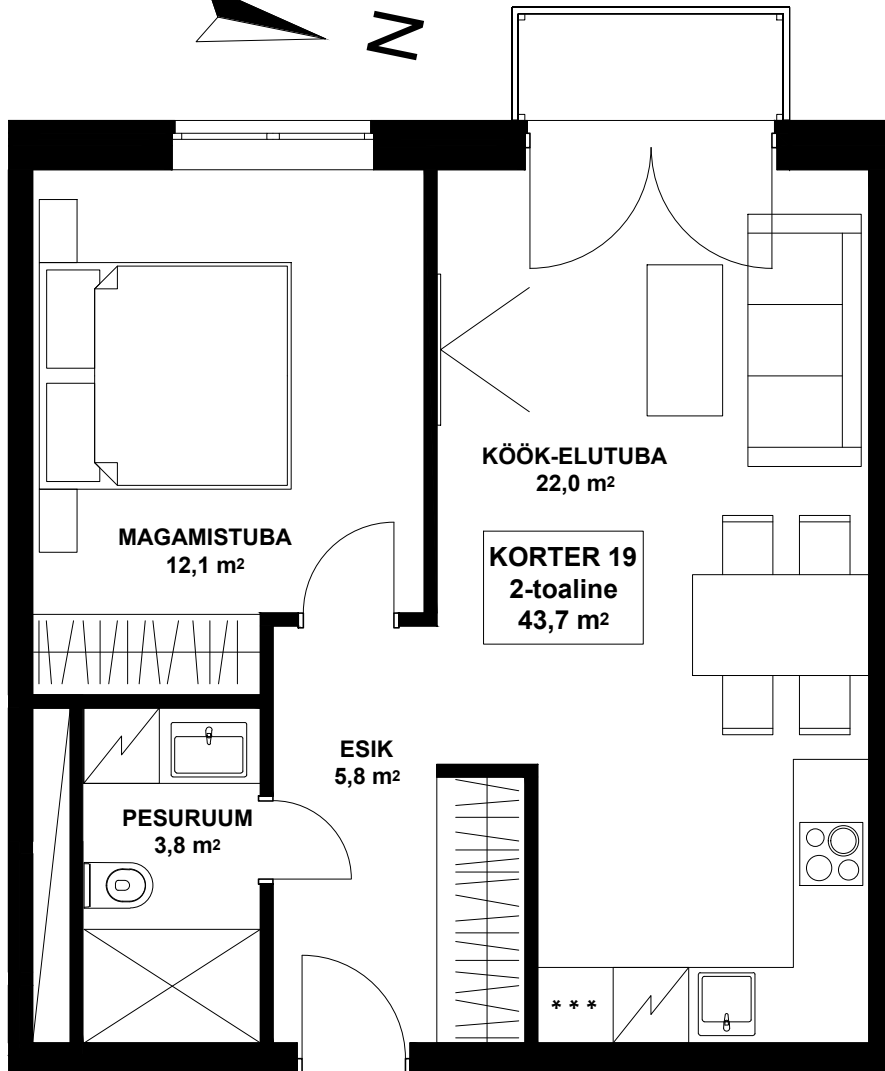 N
KÖÖK-ELUTUBA
22,0 m²
MAGAMISTUBA
12,1 m²
KORTER 19
2-toaline
43,7 m²
ESIK
5,8 m²
PESURUUM
3,8 m²
* * *